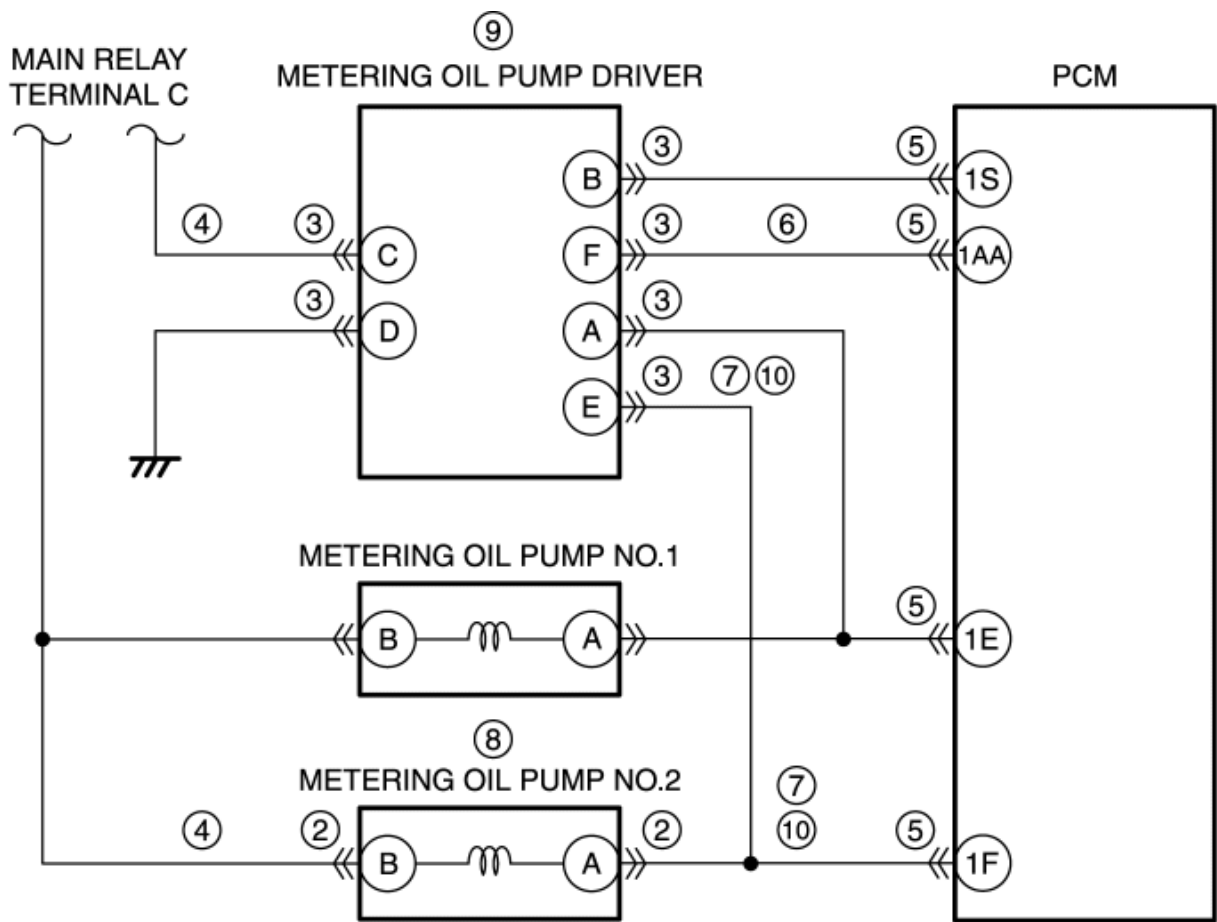 ⑨
MAIN RELAY
TERMINAL C
METERING OIL PUMP DRIVER
PCM
③ ⑤
B 1S
④ ③ ③ ⑥ ⑤
C F 1AA
③ ③
D A
③ ⑦ ⑩
E
METERING OIL PUMP NO.1
⑤
B A 1E
⑧
METERING OIL PUMP NO.2
⑦
④ ② ② ⑩ ⑤
B A 1F